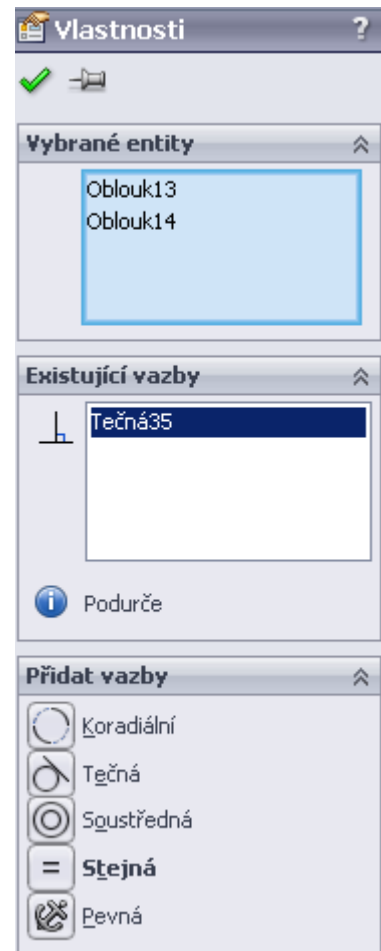 Vlastnosti ?
Vybrané entity
Oblouk13
Oblouk14
Existující vazby
Tečná35
Podurče
Přidat vazby
Koradiální
Tečná
Soustředná
= Stejná
Pevná